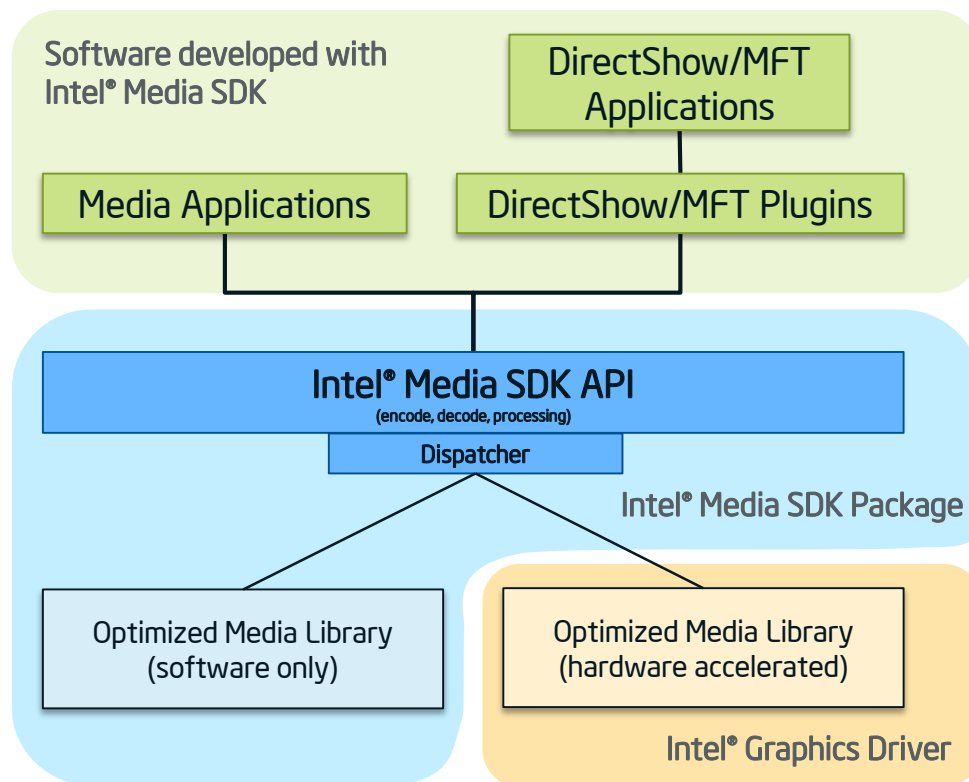 Software developed with
Intel® Media SDK
DirectShow/MFT
Applications
Media Applications
DirectShow/MFT Plugins
Intel® Media SDK API
(encode, decode, processing)
Dispatcher
Intel® Media SDK Package
Optimized Media Library
(software only)
Optimized Media Library
(hardware accelerated)
Intel® Graphics Driver